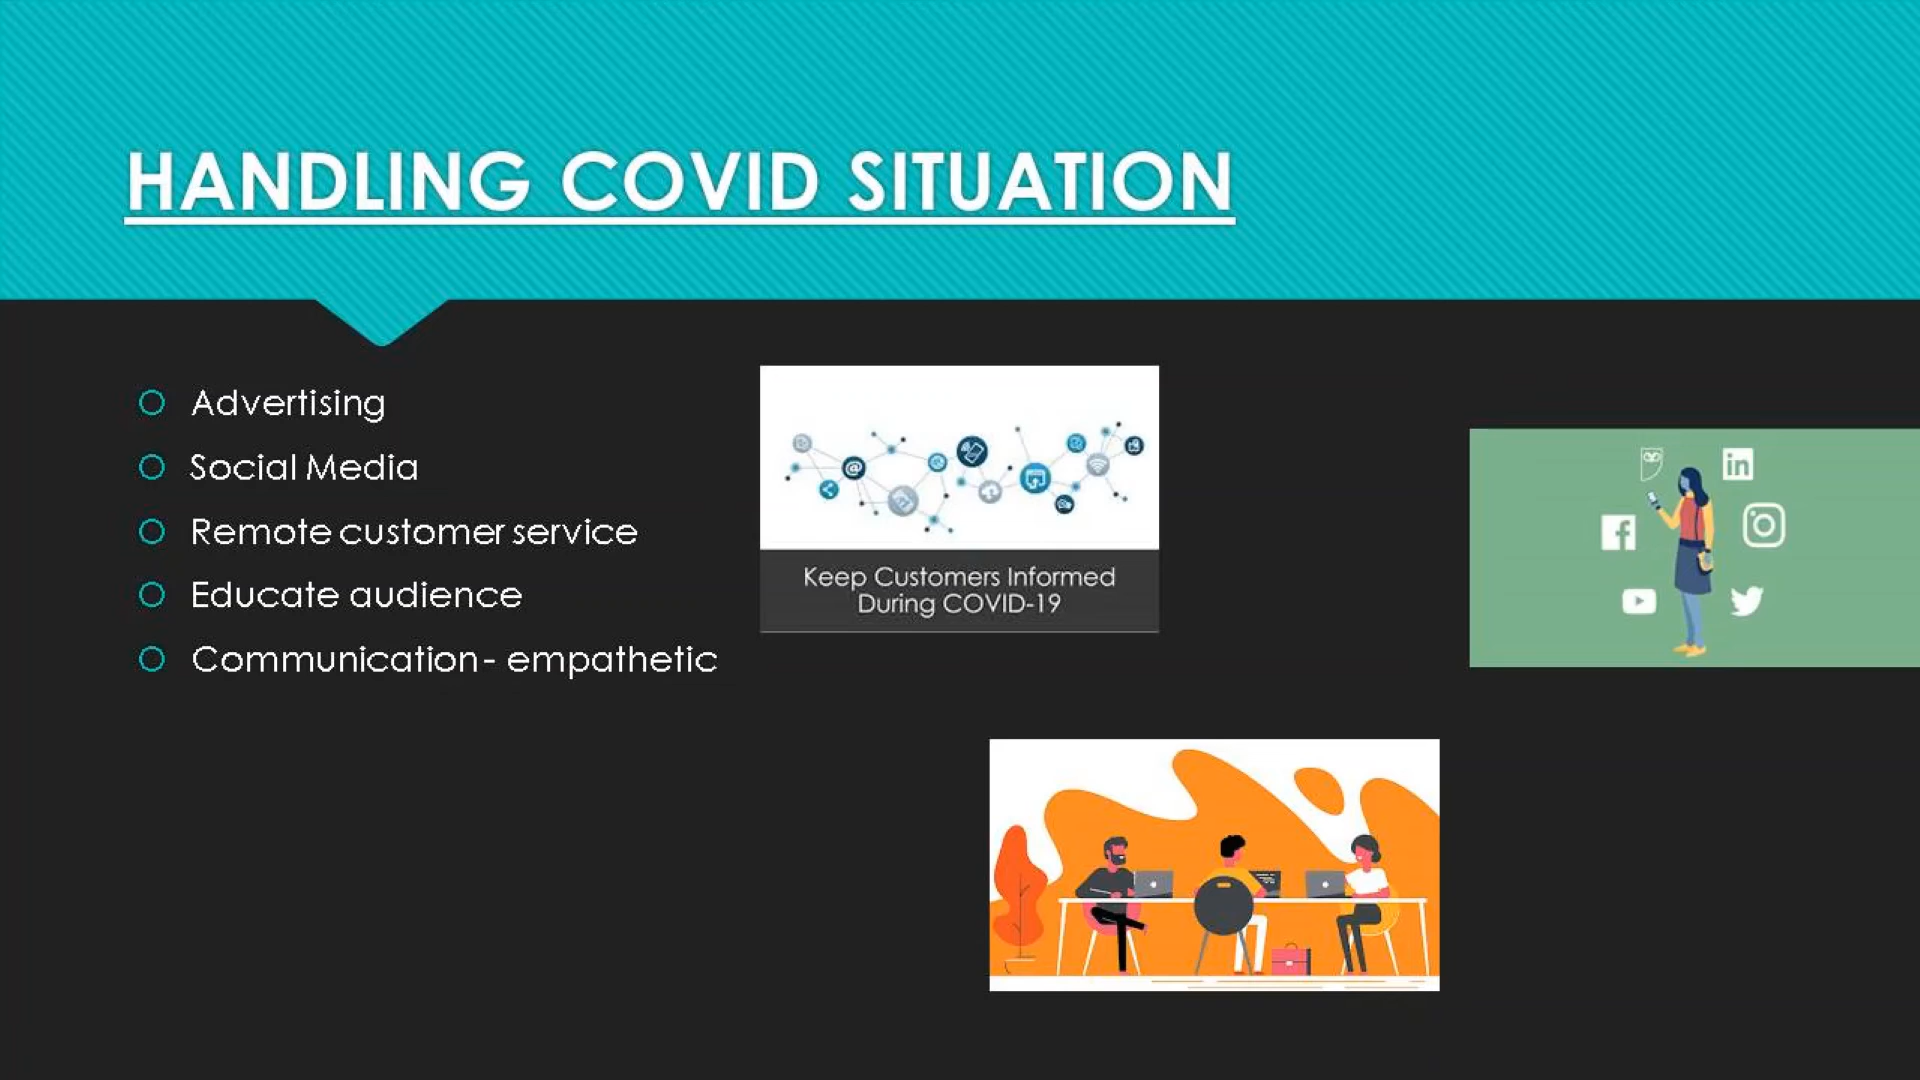 HANDLING COVID SITUATION
Advertising
Social Media
Remote customer service
Educate audience
Communication- empathetic
Keep Customers Informed
During COVID-19
in